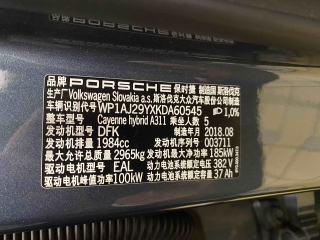 品牌 PORSCHE 保时捷 制造国 斯洛伐克
生产厂 Volkswagen Slovakia a.s. 斯洛伐克大众汽车股份公司制造
车辆识别代号 WP1AJ29YXKDA60545 1,0%
整车型号 Cayenne hybrid A311 乘坐人数 5
发动机型号 DFK 制造年月 2018.08
发动机排量 1984cc 发动机号 003711
最大允许总质量 2965kg 发动机最大净功率 185kW
驱动电机型号 EAL 动力电池系统额定电压 382 V
驱动电机峰值功率 100kW 动力电池系统额定容量 37 Ah